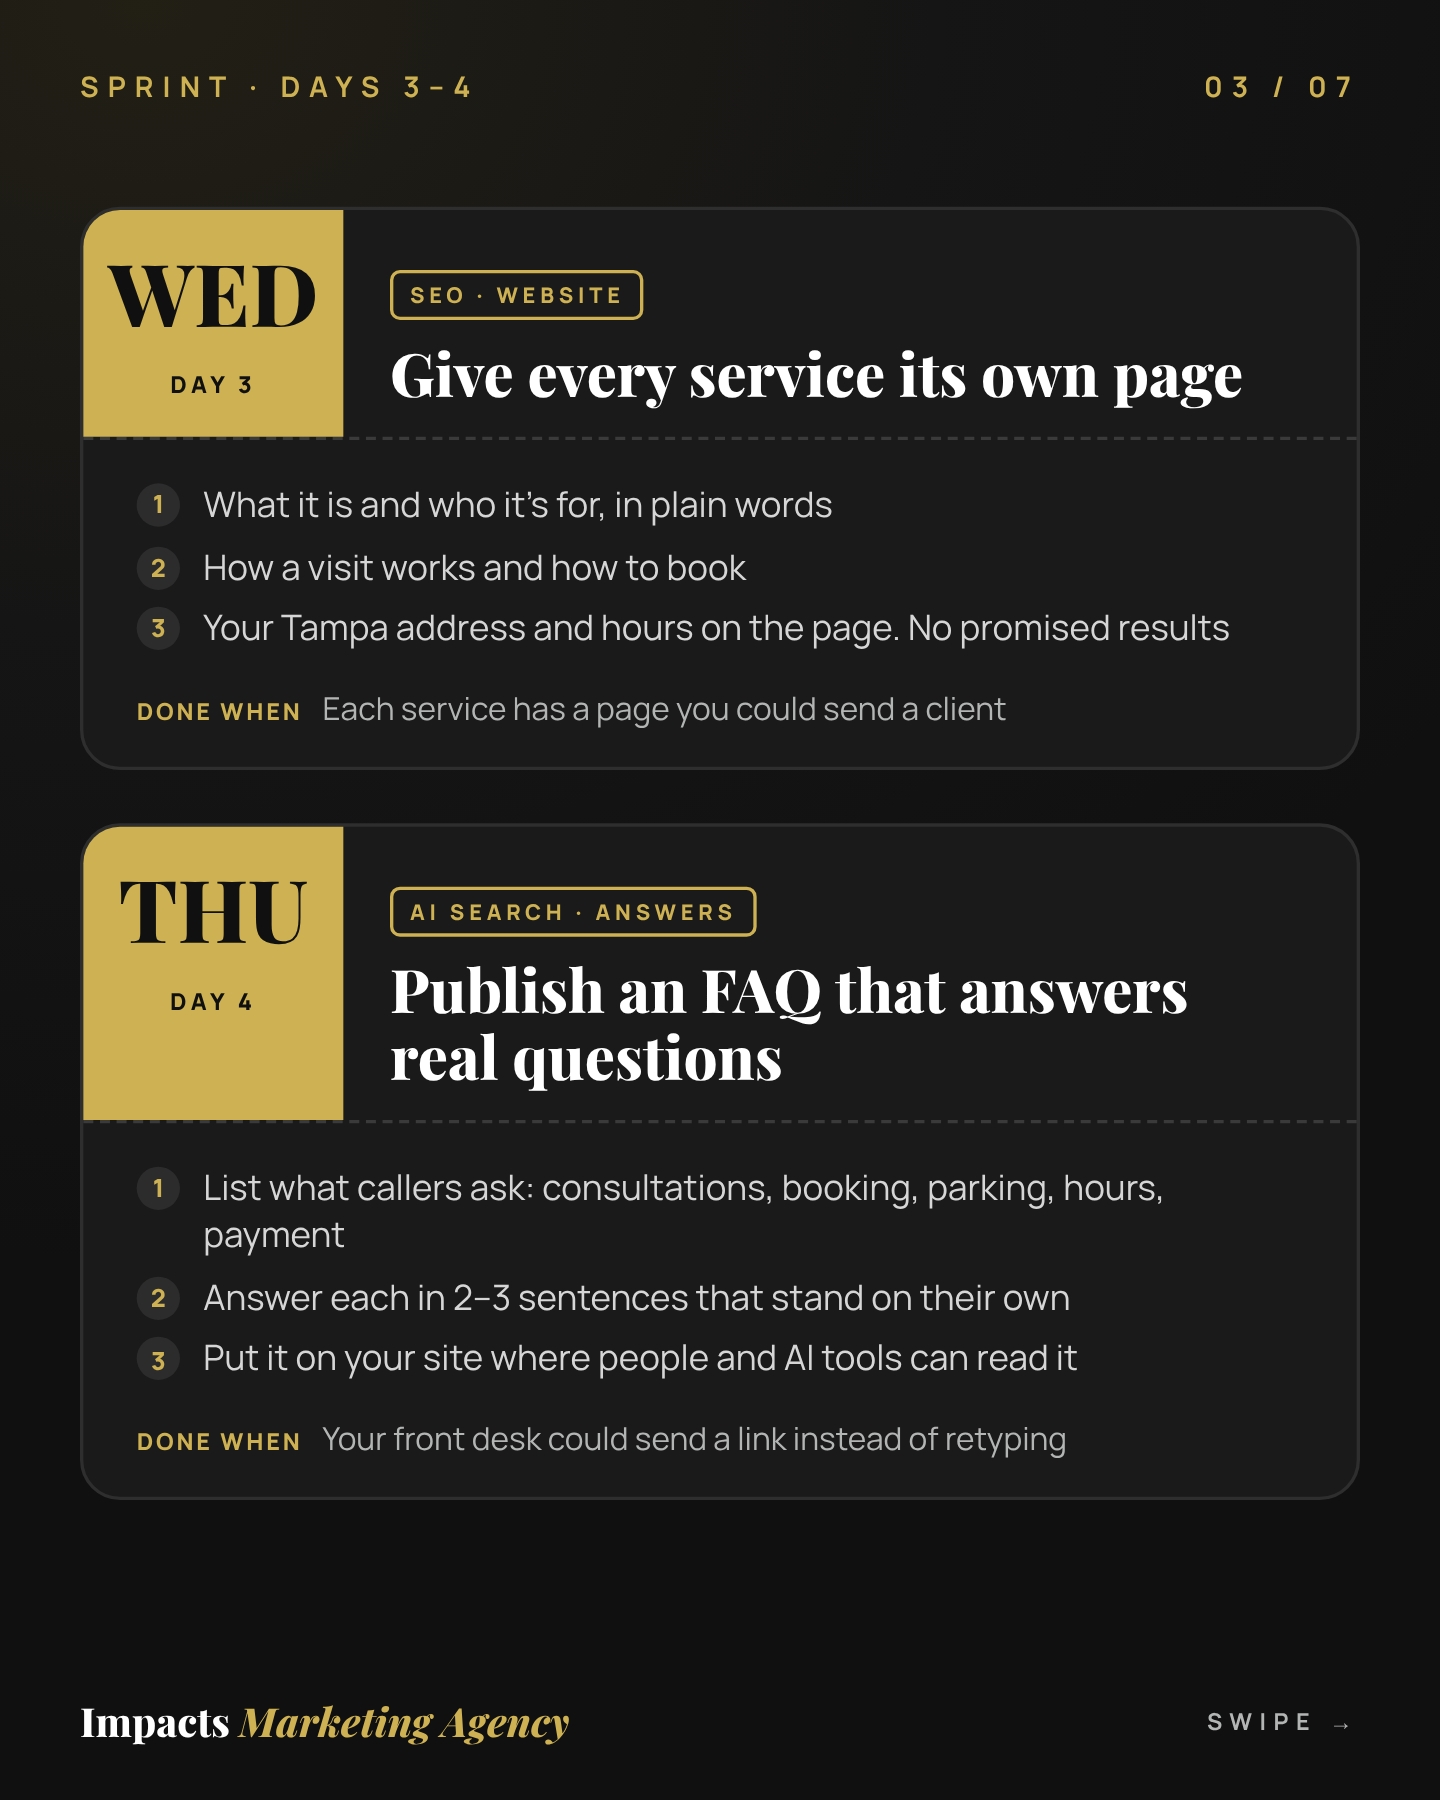 SPRINT · DAYS 3–4
03 / 07
WED
DAY 3
SEO · WEBSITE
Give every service its own page
1 What it is and who it’s for, in plain words
2 How a visit works and how to book
3 Your Tampa address and hours on the page. No promised results
DONE WHEN Each service has a page you could send a client
THU
DAY 4
AI SEARCH · ANSWERS
Publish an FAQ that answers
real questions
1 List what callers ask: consultations, booking, parking, hours,
payment
2 Answer each in 2–3 sentences that stand on their own
3 Put it on your site where people and AI tools can read it
DONE WHEN Your front desk could send a link instead of retyping
Impacts Marketing Agency
SWIPE →